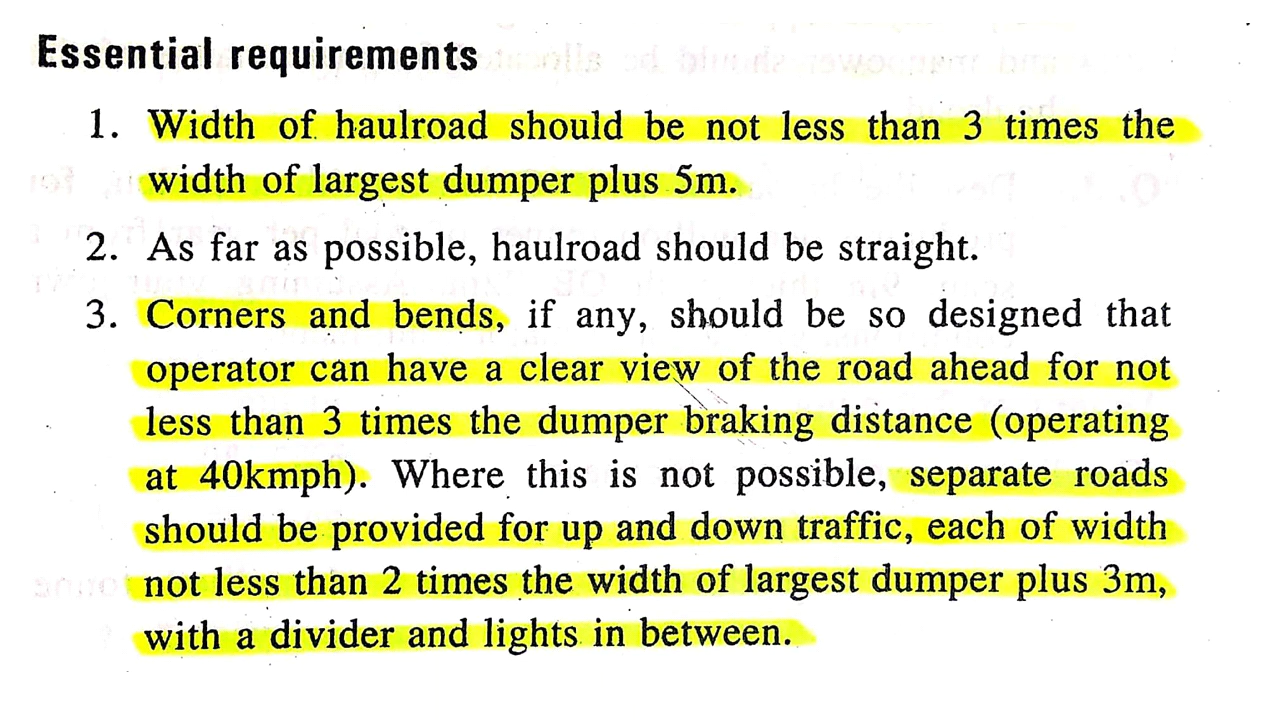 Essential requirements
1. Width of haulroad should be not less than 3 times the
width of largest dumper plus 5m.
2. As far as possible, haulroad should be straight.
3. Corners and bends, if any, should be so designed that
operator can have a clear view of the road ahead for not
less than 3 times the dumper braking distance (operating
at 40kmph). Where this is not possible, separate roads
should be provided for up and down traffic, each of width
not less than 2 times the width of largest dumper plus 3m,
with a divider and lights in between.